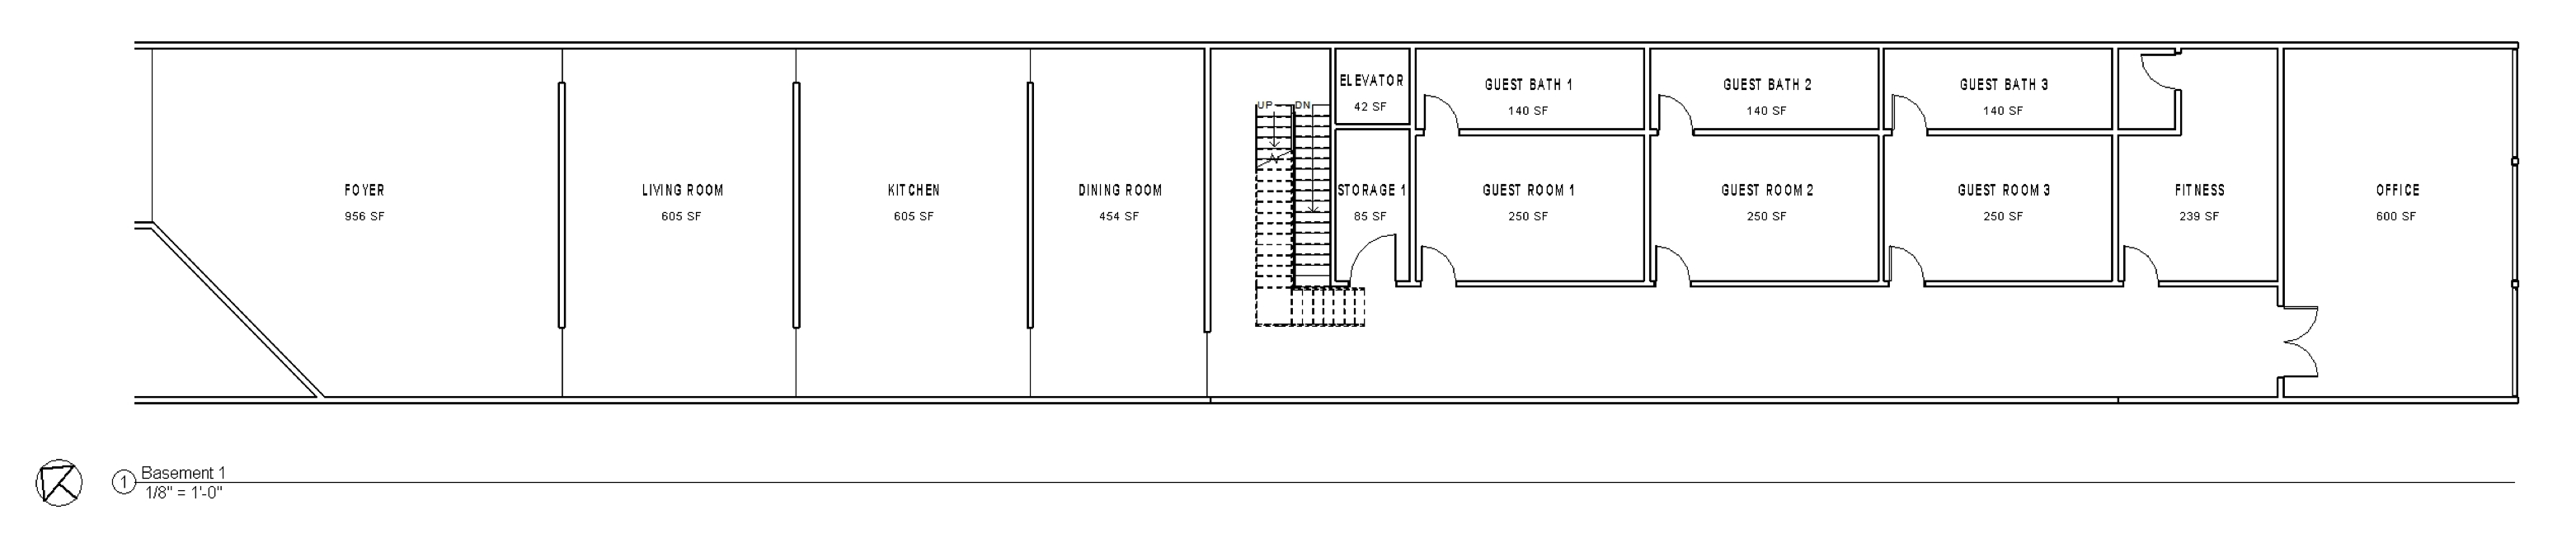 FOYER
956 SF
LIVING ROOM
605 SF
KITCHEN
605 SF
DINING ROOM
454 SF
UP
DN
ELEVATOR
42 SF
STORAGE 1
85 SF
GUEST BATH 1
140 SF
GUEST ROOM 1
250 SF
GUEST BATH 2
140 SF
GUEST ROOM 2
250 SF
GUEST BATH 3
140 SF
GUEST ROOM 3
250 SF
FITNESS
239 SF
OFFICE
600 SF
1
Basement 1
1/8" = 1'-0"